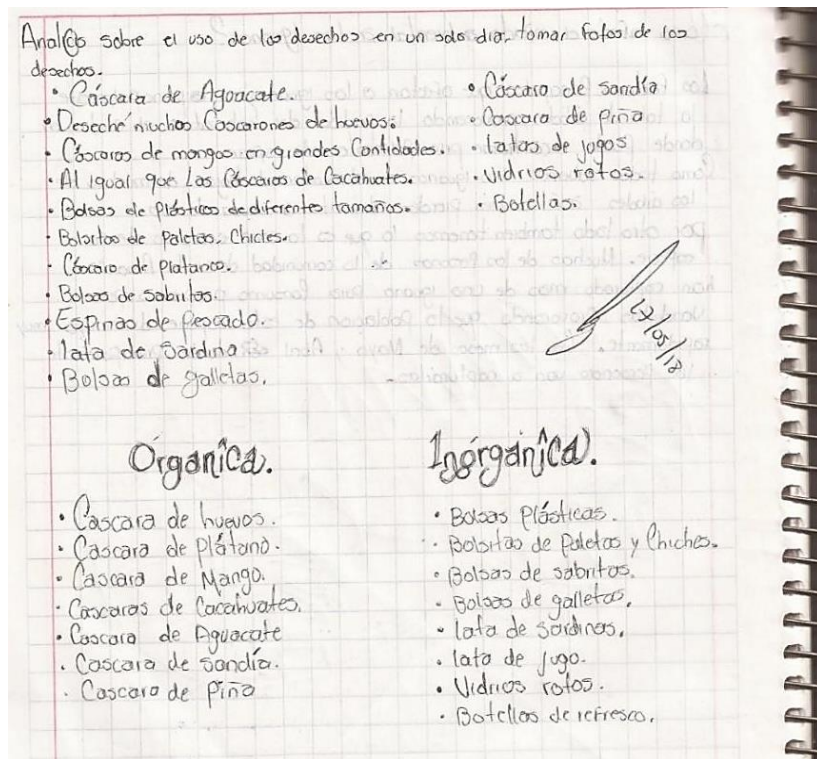 Analisis sobre el uso de los desechos en un solo dia, tomar fotos de los
desechos.
• Cáscara de Aguacate.
• Deseche muchos Cascarones de huevos.
• Cáscaras de mangos en grandes Cantidades.
• Al igual que Las Cáscaras de Cacahuates.
• Bolsas de Plástico de diferentes tamaños.
• Bolsitas de Paletas, Chicles.
• Cáscara de Platanos.
• Bolsas de sabritas.
• Espinas de Pescado.
• lata de Sardina
• Bolsas de galletas.
• Cáscara de sandía
• Cascara de Piña
• Latas de jugos
• Vidrios rotos.
• Botellas.
Organica.
• Cascara de huevos.
• Cascara de Plátano.
• Cascara de Mango.
• Cascaras de Cacahuates.
• Cascara de Aguacate
• Cascara de Sandía.
• Cascara de Piña
Inorganica.
• Bolsas Plásticas.
• Bolsitas de Paletas y Chicles.
• Bolsas de sabritas.
• Bolsas de galletas.
• lata de sardinas.
• lata de jugo.
• Vidrios rotos.
• Botellas de refresco.